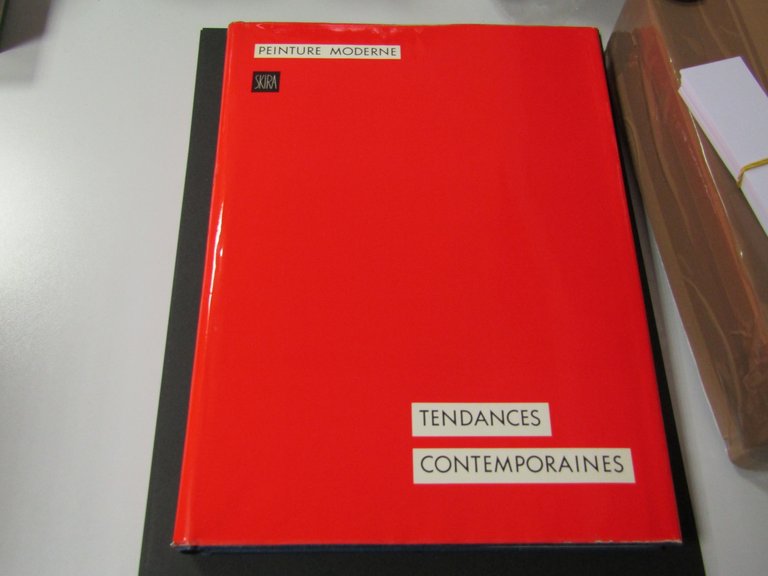 PEINTURE MODERNE
SKIRA
TENDANCES
CONTEMPORAINES